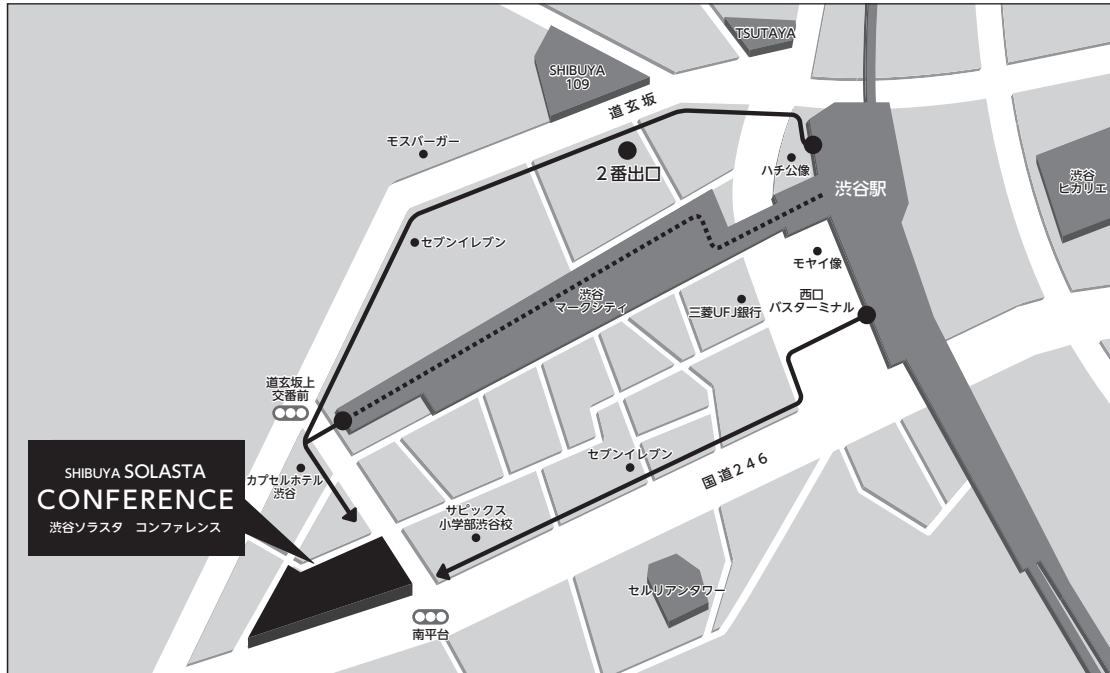 TSUTAYA
SHIBUYA
109
道玄坂
モスバーガー
2番出口
ハチ公像
渋谷駅
渋谷
ヒカリエ
セブンイレブン
モヤイ像
渋谷
マークシティ
三菱UFJ銀行
西口
バスターミナル
道玄坂上
交番前
SHIBUYA SOLASTA
CONFERENCE
渋谷ソラスタ コンファレンス
カプセルホテル
渋谷
セブンイレブン
国道246
サピックス
小学部渋谷校
セルリアンタワー
南平台